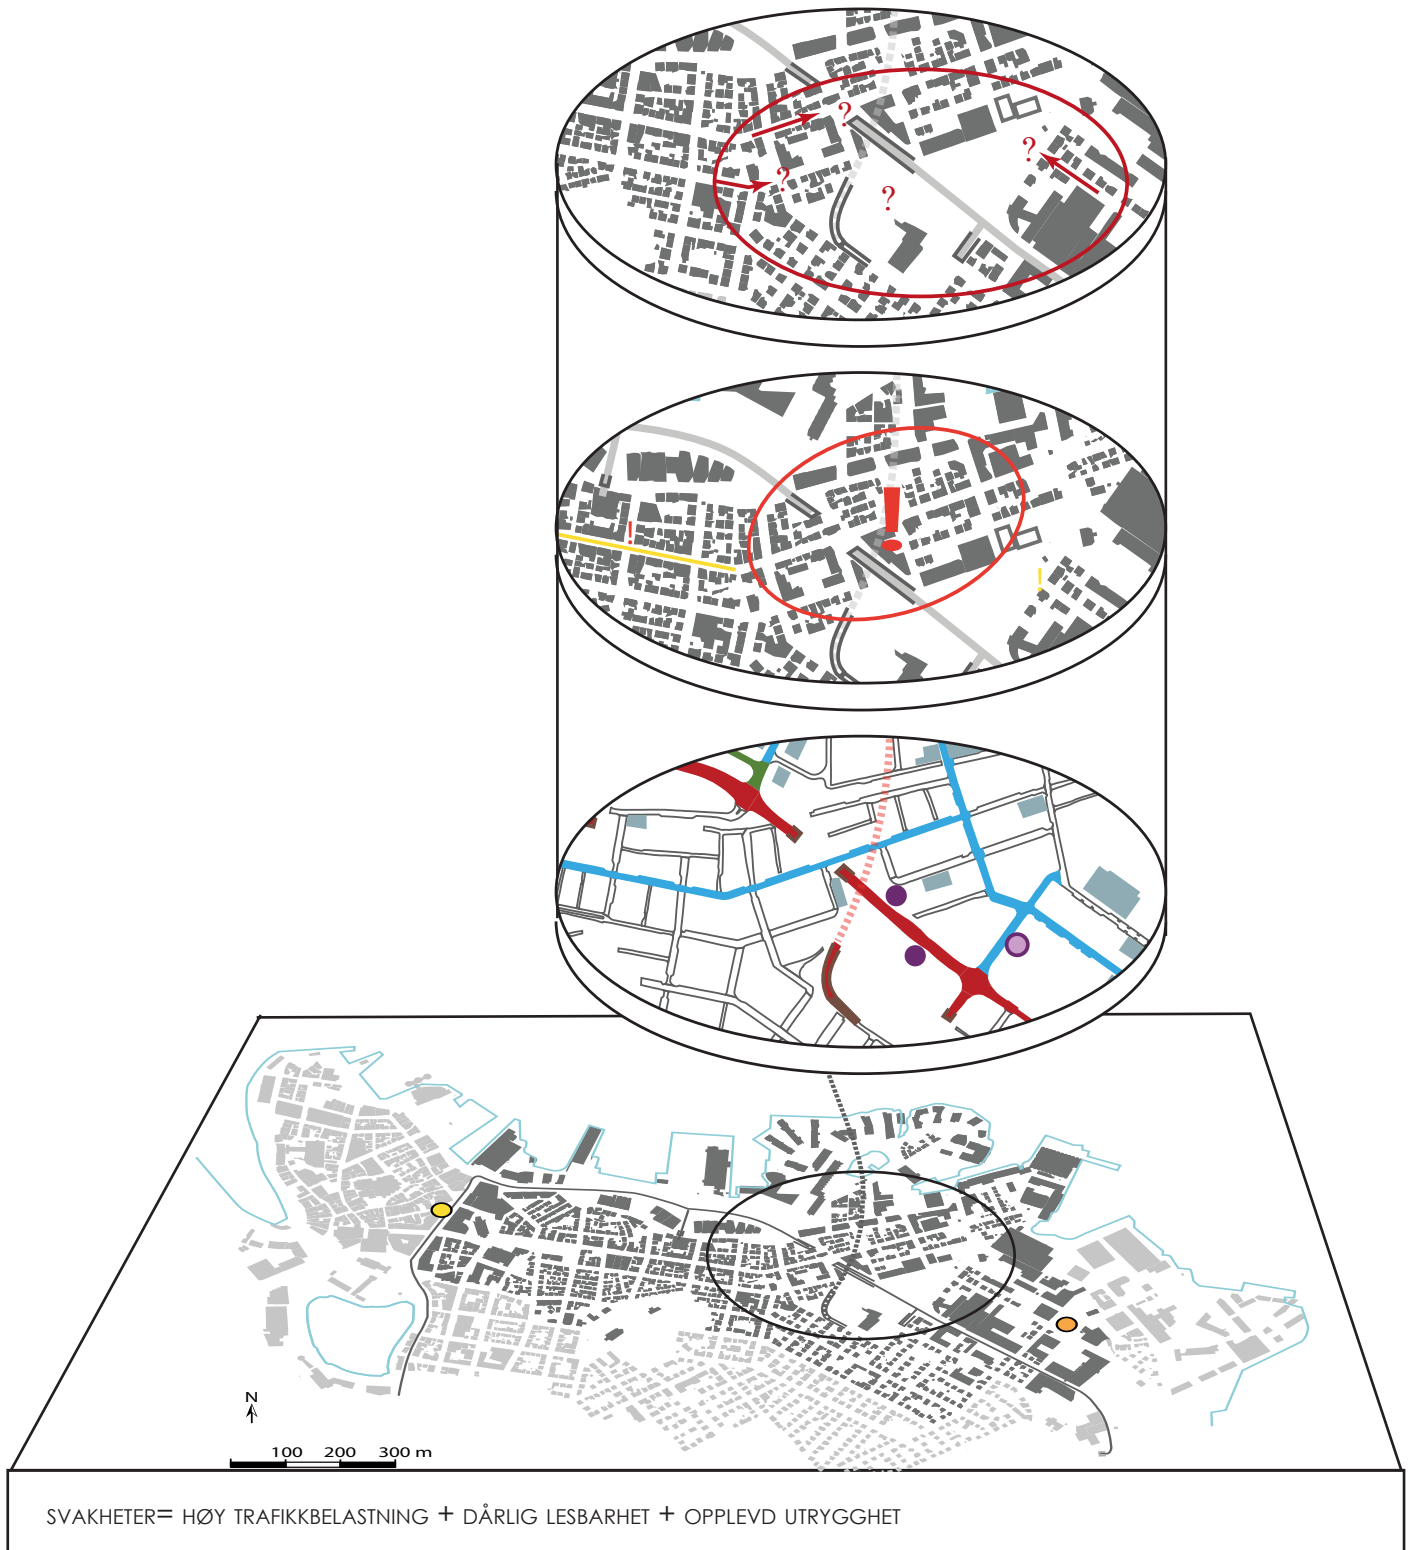 ?
?
?
?
!
!
!
N
100 200 300 m
SVAKHETER= HØY TRAFIKKBELASTNING + DÅRLIG LESBARHET + OPPLEVD UTRYGGHET